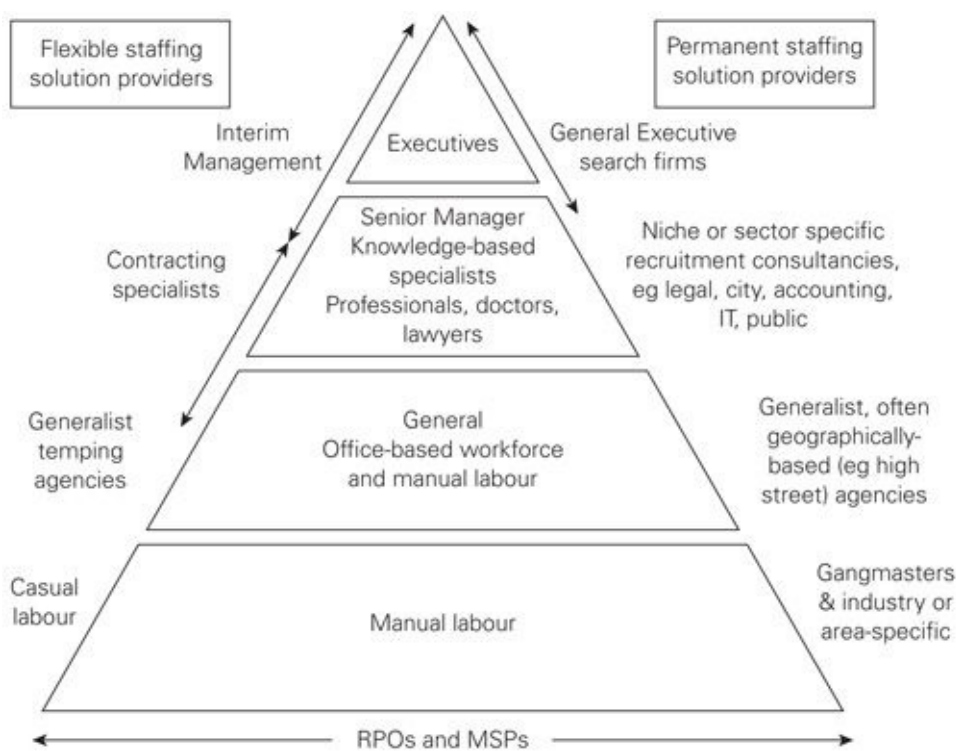 Flexible staffing
solution providers
Permanent staffing
solution providers
Interim
Management
Executives
General Executive
search firms
Contracting
specialists
Senior Manager
Knowledge-based
specialists
Professionals, doctors,
lawyers
Niche or sector specific
recruitment consultancies,
eg legal, city, accounting,
IT, public
Generalist
temping
agencies
General
Office-based workforce
and manual labour
Generalist, often
geographically-
based (eg high
street) agencies
Casual
labour
Manual labour
Gangmasters
& industry or
area-specific
RPOs and MSPs